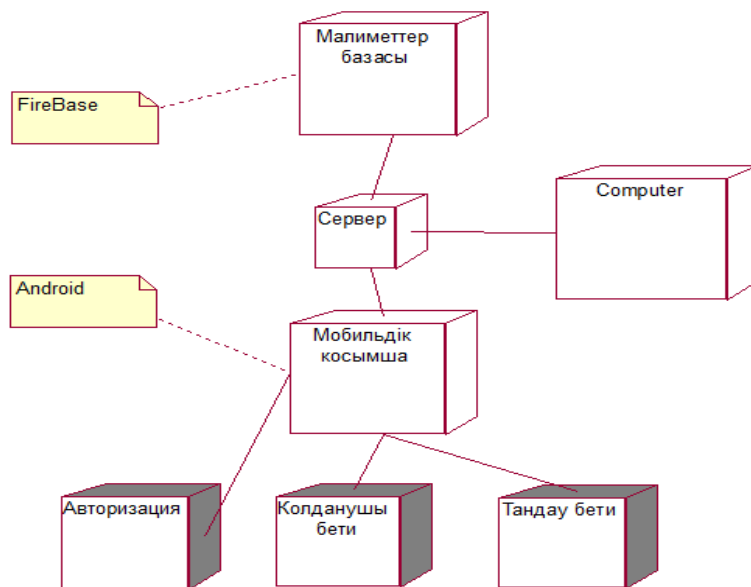 Малиметтер
базасы
FireBase
Computer
Сервер
Android
Мобильдік
косымша
Авторизация
Колданушы
бети
Тандау бети